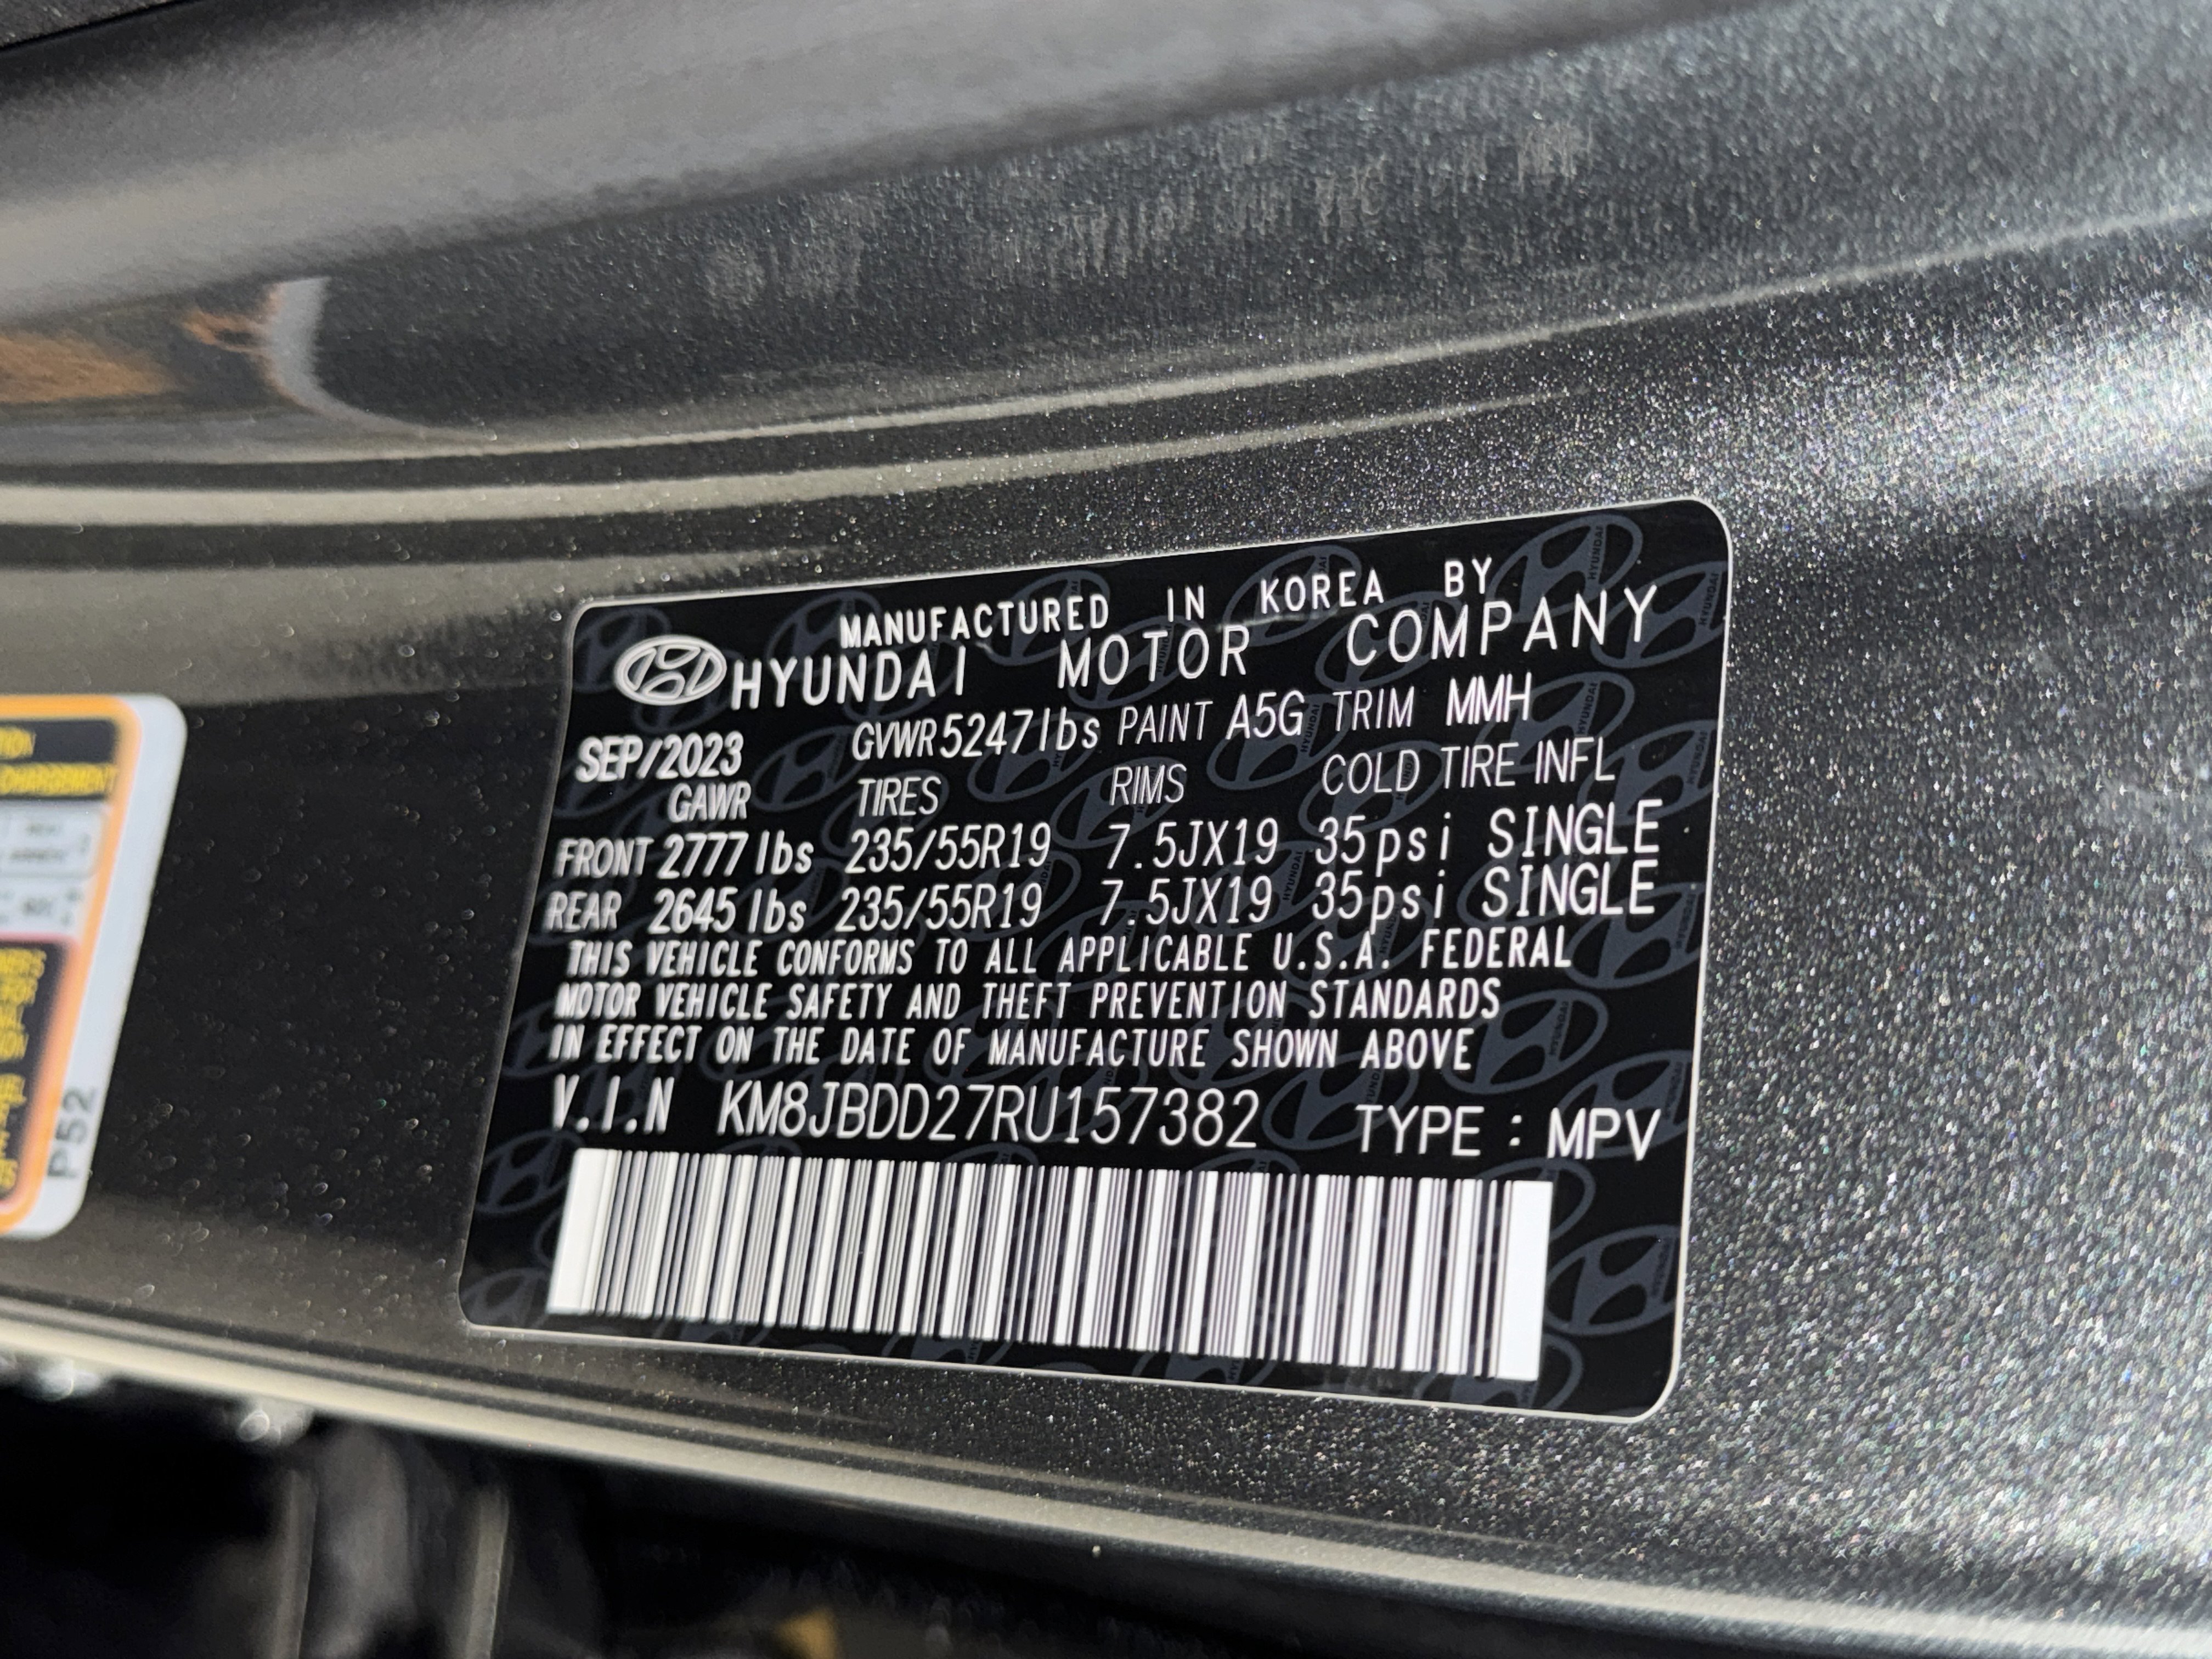 MANUFACTURED IN KOREA BY
HYUNDAI MOTOR COMPANY
SEP/2023 GVWR 5247lbs PAINT A5G TRIM MMH
GAWR TIRES RIMS COLD TIRE INFL
FRONT 2777 lbs 235/55R19 7.5JX19 35psi SINGLE
REAR 2645 lbs 235/55R19 7.5JX19 35psi SINGLE
THIS VEHICLE CONFORMS TO ALL APPLICABLE U.S.A. FEDERAL
MOTOR VEHICLE SAFETY AND THEFT PREVENTION STANDARDS
IN EFFECT ON THE DATE OF MANUFACTURE SHOWN ABOVE
V.I.N KM8JBDD27RU157382 TYPE : MPV
P52